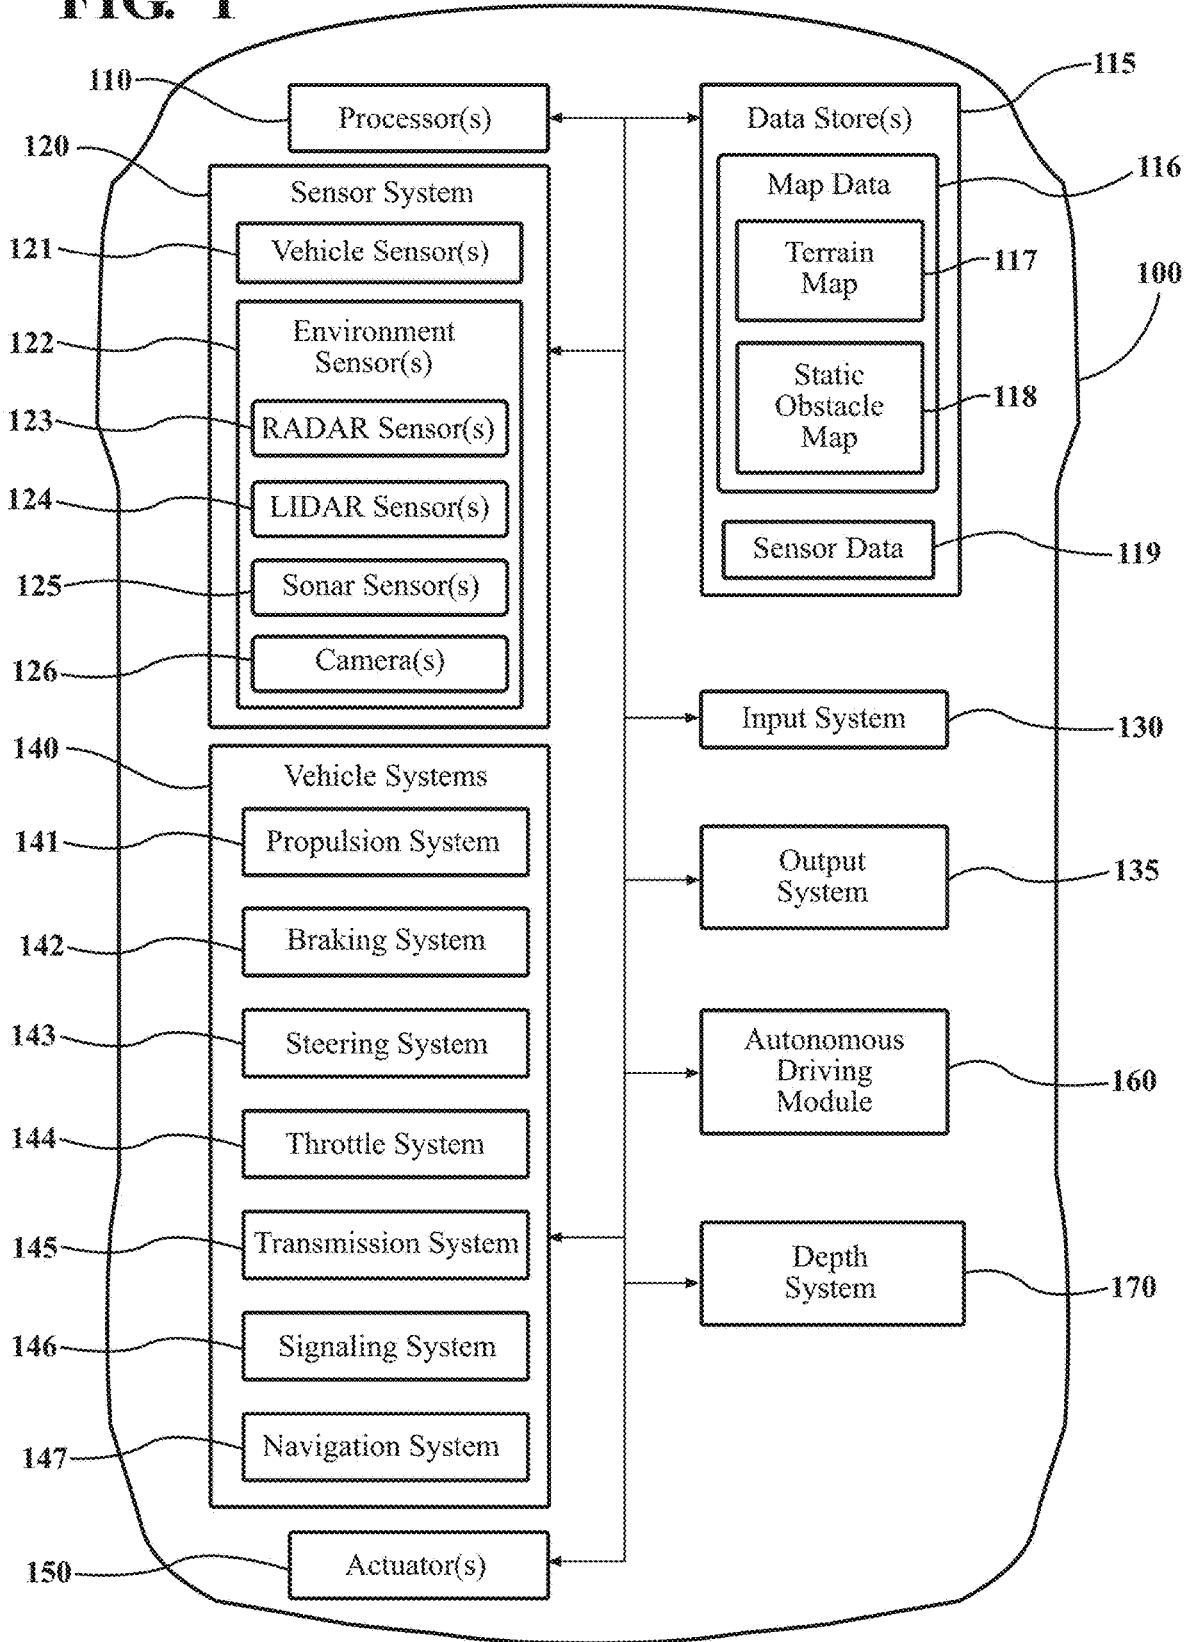 FIG. 1
110
Processor(s)
120
Sensor System
121
Vehicle Sensor(s)
122
Environment
Sensor(s)
123
RADAR Sensor(s)
124
LIDAR Sensor(s)
125
Sonar Sensor(s)
126
Camera(s)
140
Vehicle Systems
141
Propulsion System
142
Braking System
143
Steering System
144
Throttle System
145
Transmission System
146
Signaling System
147
Navigation System
150
Actuator(s)
115
Data Store(s)
116
Map Data
117
Terrain
Map
100
118
Static
Obstacle
Map
119
Sensor Data
130
Input System
135
Output
System
160
Autonomous
Driving
Module
170
Depth
System